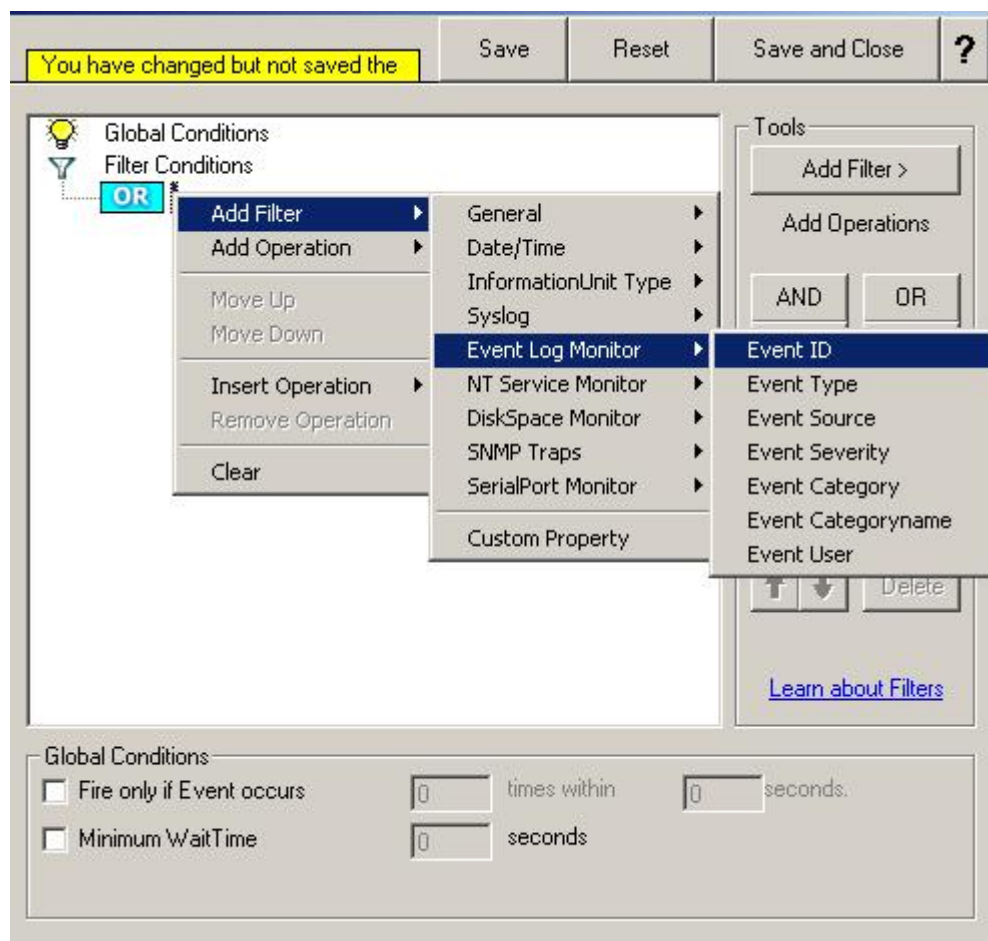 You have changed but not saved the
Save
Reset
Save and Close
?
Global Conditions
Filter Conditions
OR
Add Filter
Add Operation
Move Up
Move Down
Insert Operation
Remove Operation
Clear
General
Date/Time
InformationUnit Type
Syslog
Event Log Monitor
NT Service Monitor
DiskSpace Monitor
SNMP Traps
SerialPort Monitor
Custom Property
Event ID
Event Type
Event Source
Event Severity
Event Category
Event Categoryname
Event User
Tools
Add Filter >
Add Operations
AND
OR
Delete
Learn about Filters
Global Conditions
Fire only if Event occurs 0 times within 0 seconds.
Minimum WaitTime 0 seconds